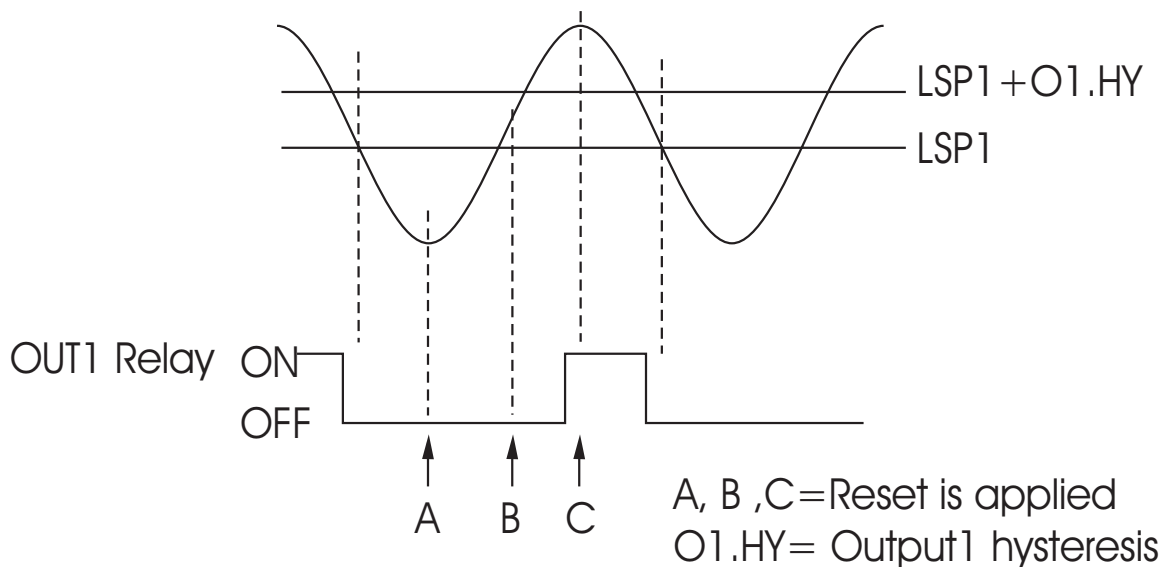 LSP1+O1.HY
LSP1
OUT1 Relay ON
OFF
A B C
A, B ,C=Reset is applied
O1.HY= Output1 hysteresis